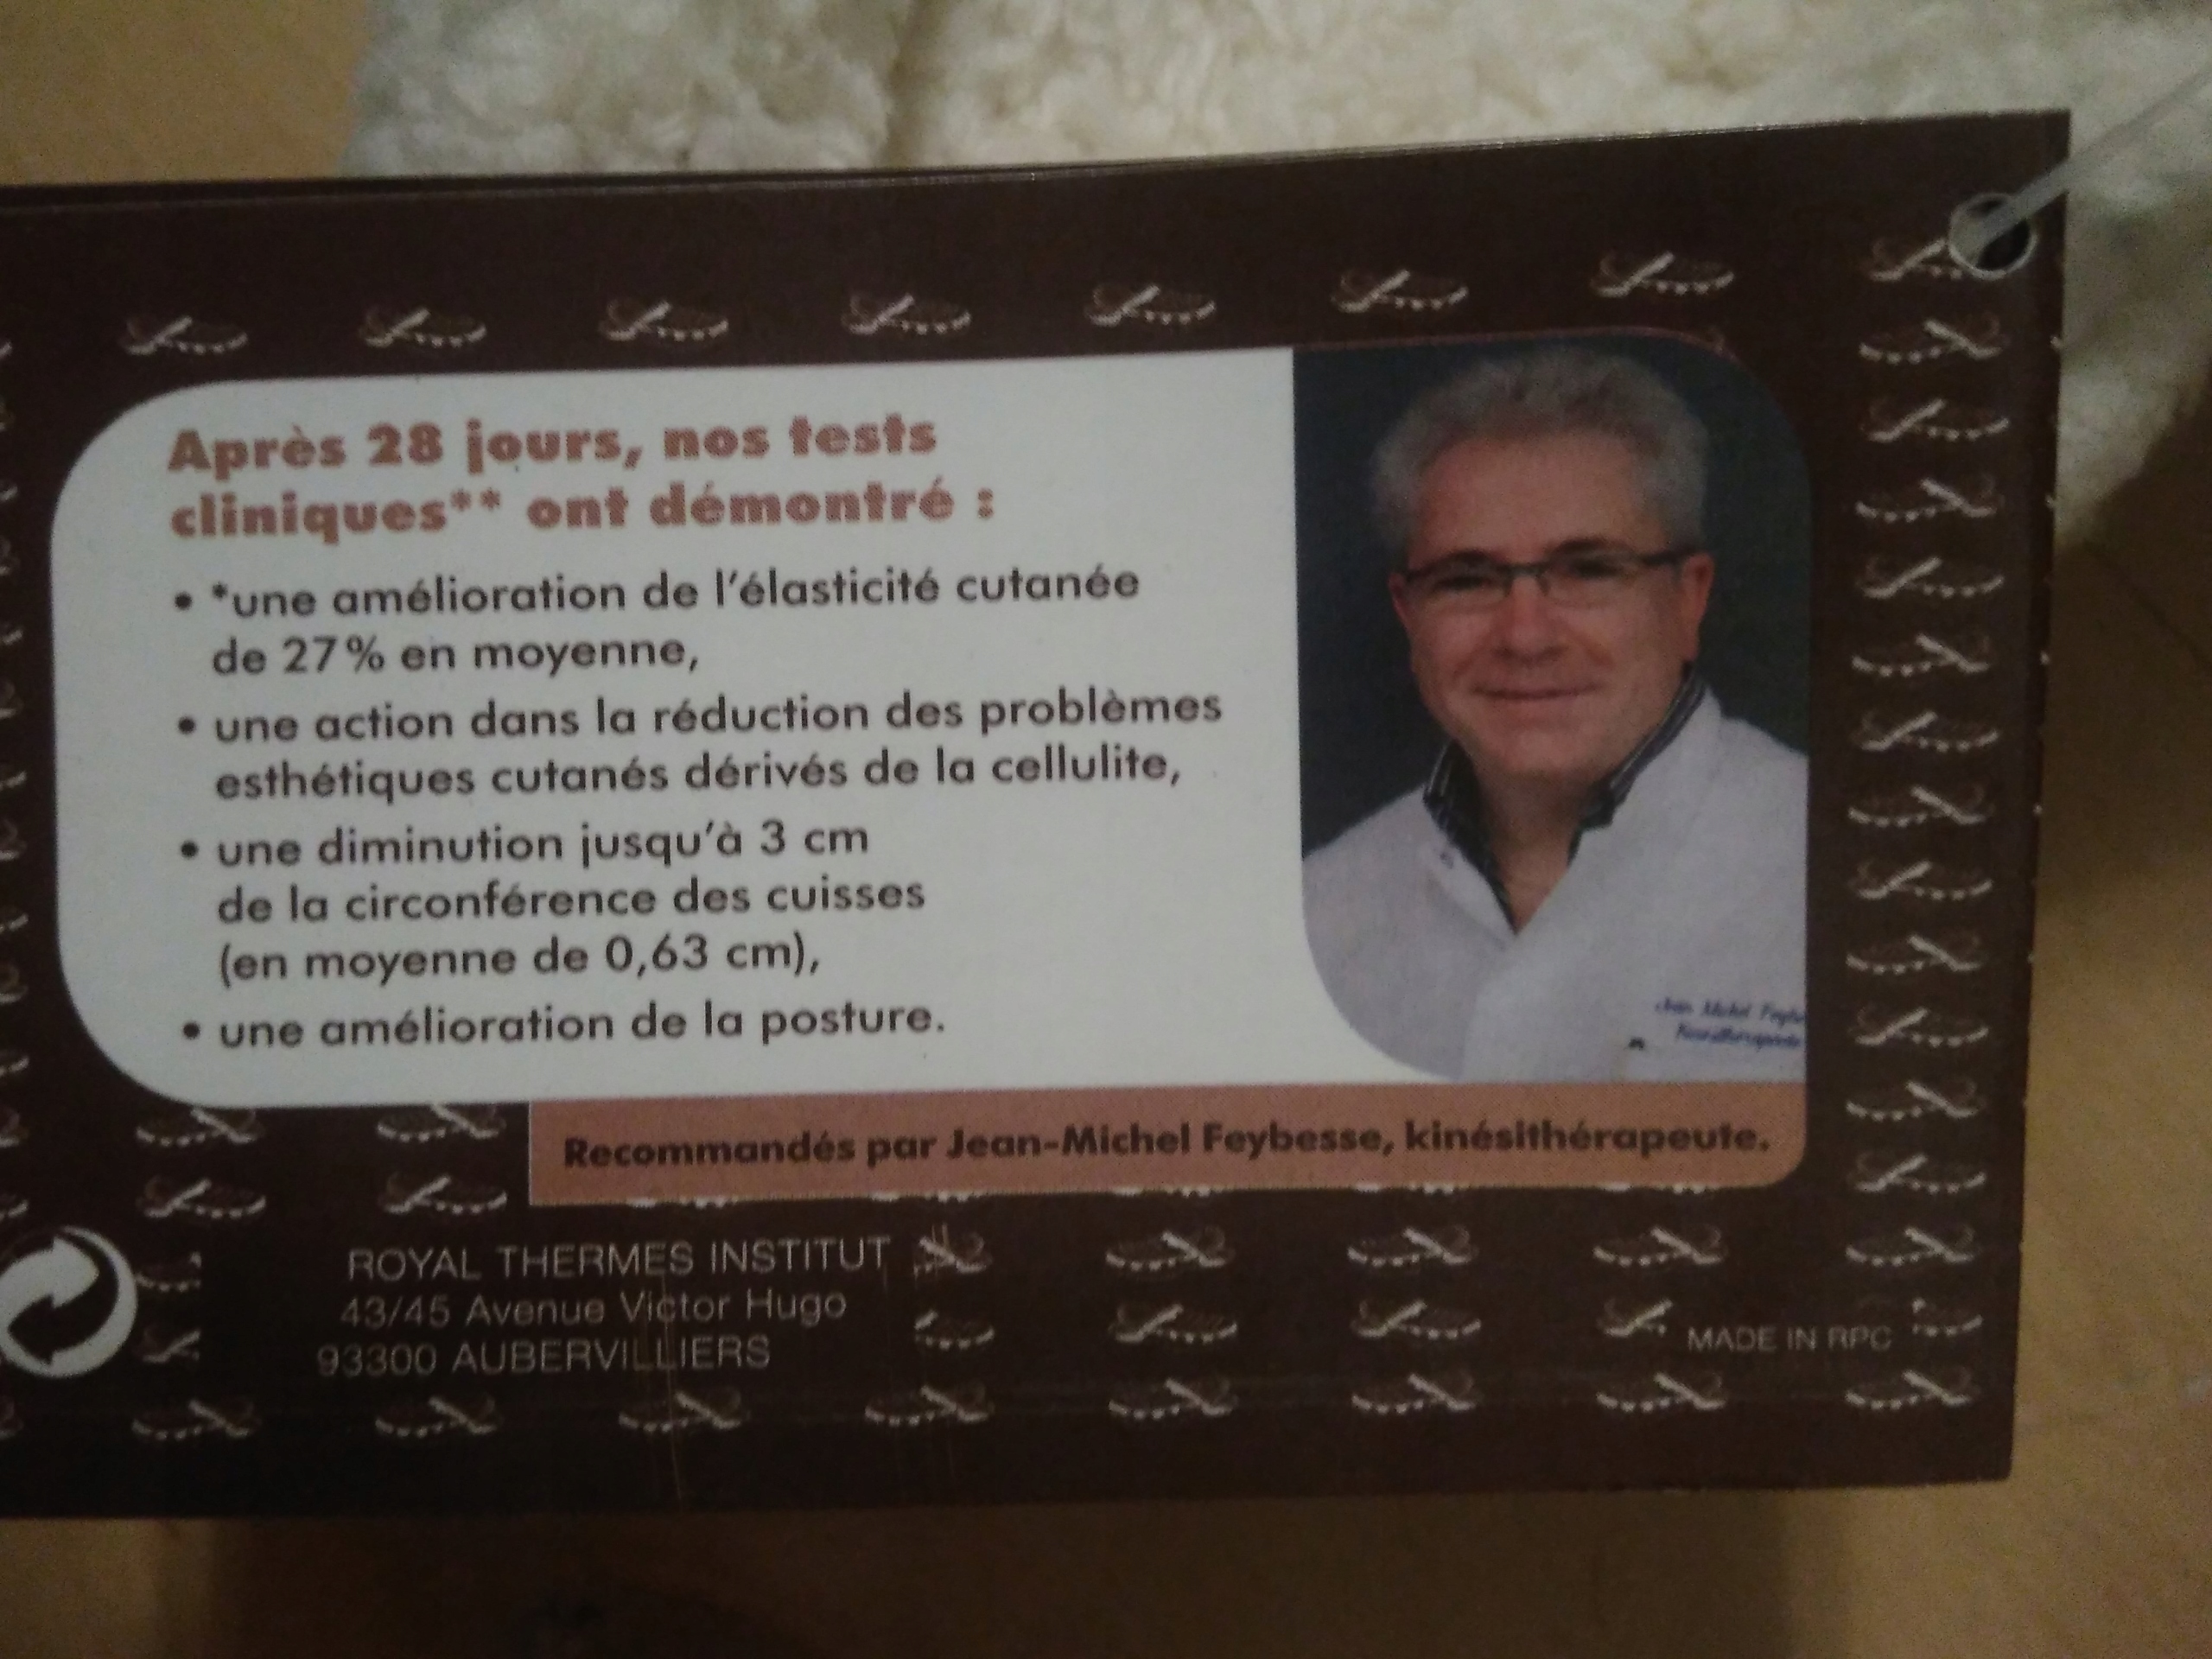 Après 28 jours, nos tests
cliniques** ont démontré :
• *une amélioration de l'élasticité cutanée
de 27% en moyenne,
• une action dans la réduction des problèmes
esthétiques cutanés dérivés de la cellulite,
• une diminution jusqu'à 3 cm
de la circonférence des cuisses
(en moyenne de 0,63 cm),
• une amélioration de la posture.
Jean Michel
Recommandés par Jean-Michel Feybesse, kinésithérapeute.
ROYAL THERMES INSTITUT
43/45 Avenue Victor Hugo
93300 AUBERVILLIERS
MADE IN RPC